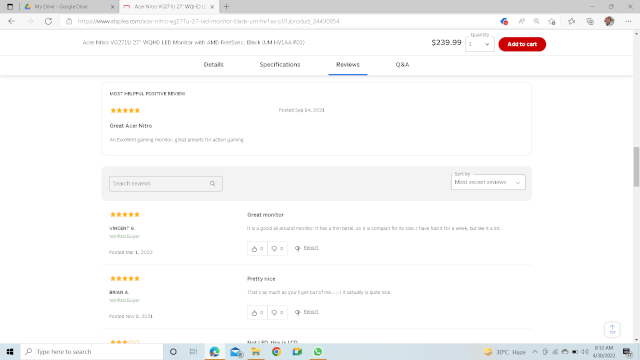 My Drive - Google Drive
Acer Nitro VG271U 27" WQHD LE
https://www.staples.com/acer-nitro-vg271u-27-led-monitor-black-um-hv1aa-p01/product_24490854
Acer Nitro VG271U 27" WQHD LED Monitor with AMD FreeSync, Black (UM.HV1AA.P01)
$239.99
Quantity
1
Add to cart
Details
Specifications
Reviews
Q&A
MOST HELPFUL POSITIVE REVIEW
Posted Sep 24, 2021
Great Acer Nitro
An Excellent gaming monitor, great presets for action gaming
Search reviews
Sort by
Most recent reviews
Great monitor
VINCENT G.
It is a good all around monitor. It has a thin bezel, so it is compact for its size. I have had it for a week, but like it a lot.
Verified Buyer
0 0 Report
Posted Mar 1, 2022
Pretty nice
BRIAN A.
That's as much as you'll get out of me... ;-) It actually is quite nice.
Verified Buyer
0 0 Report
Posted Nov 9, 2021
Not LED, this is LCD
Type here to search
30°C Haze
8:12 AM
4/30/2022